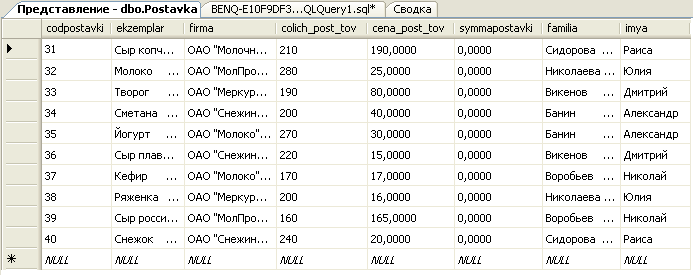 Представление - dbo.Postavka BENQ-E10F9DF3...QLQuery1.sql* Сводка
codpostavki ekzemplar firma colich_post_tov cena_post_tov symmapostavki familia imya
31 Сыр копч... ОАО "Молочн... 210 190,0000 0,0000 Сидорова ... Раиса
32 Молоко ... ОАО "МолПро... 280 25,0000 0,0000 Николаева ... Юлия
33 Творог ... ОАО "Меркур... 190 80,0000 0,0000 Викенов ... Дмитрий
34 Сметана ... ОАО "Снежин... 200 40,0000 0,0000 Банин ... Александр
35 Йогурт ... ОАО "Молоко"... 270 30,0000 0,0000 Банин ... Александр
36 Сыр плав... ОАО "Снежин... 220 15,0000 0,0000 Викенов ... Дмитрий
37 Кефир ... ОАО "Молоко"... 170 17,0000 0,0000 Воробьев ... Николай
38 Ряженка ... ОАО "Меркур... 200 16,0000 0,0000 Николаева ... Юлия
39 Сыр росси... ОАО "МолПро... 160 165,0000 0,0000 Воробьев ... Николай
40 Снежок ... ОАО "Снежин... 240 20,0000 0,0000 Сидорова ... Раиса
NULL NULL NULL NULL NULL NULL NULL NULL